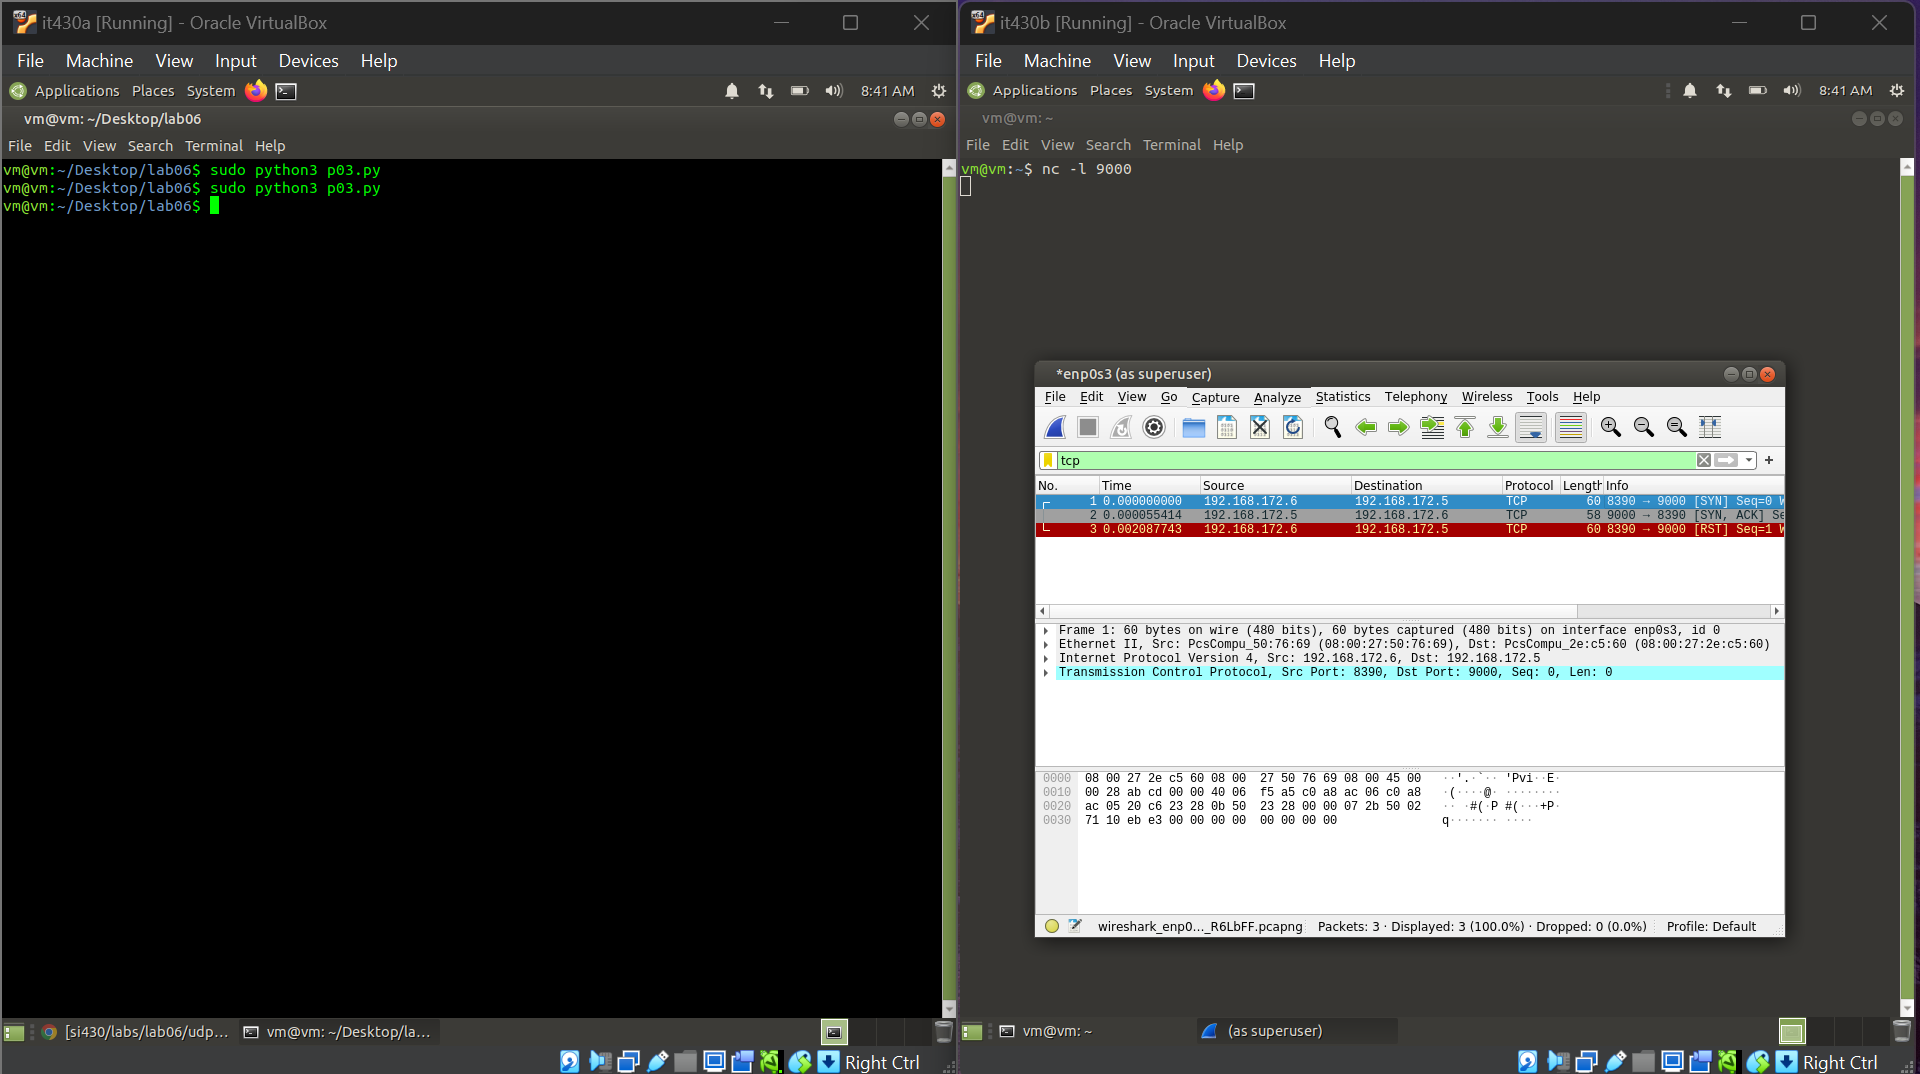 it430a [Running] - Oracle VirtualBox
File Machine View Input Devices Help
Applications Places System 8:41 AM
vm@vm: ~/Desktop/lab06
File Edit View Search Terminal Help
vm@vm:~/Desktop/lab06$ sudo python3 p03.py
vm@vm:~/Desktop/lab06$ sudo python3 p03.py
vm@vm:~/Desktop/lab06$
[si430/labs/lab06/udp... vm@vm: ~/Desktop/la...
Right Ctrl
it430b [Running] - Oracle VirtualBox
File Machine View Input Devices Help
Applications Places System 8:41 AM
vm@vm: ~
File Edit View Search Terminal Help
vm@vm:~$ nc -l 9000
*enp0s3 (as superuser)
File Edit View Go Capture Analyze Statistics Telephony Wireless Tools Help
tcp
No. Time Source Destination Protocol Length Info
1 0.000000000 192.168.172.6 192.168.172.5 TCP 60 8390 → 9000 [SYN] Seq=0 W
2 0.000055414 192.168.172.5 192.168.172.6 TCP 58 9000 → 8390 [SYN, ACK] Se
3 0.002087743 192.168.172.6 192.168.172.5 TCP 60 8390 → 9000 [RST] Seq=1 W
Frame 1: 60 bytes on wire (480 bits), 60 bytes captured (480 bits) on interface enp0s3, id 0
Ethernet II, Src: PcsCompu_50:76:69 (08:00:27:50:76:69), Dst: PcsCompu_2e:c5:60 (08:00:27:2e:c5:60)
Internet Protocol Version 4, Src: 192.168.172.6, Dst: 192.168.172.5
Transmission Control Protocol, Src Port: 8390, Dst Port: 9000, Seq: 0, Len: 0
0000 08 00 27 2e c5 60 08 00 27 50 76 69 08 00 45 00 ··'.·`·· 'Pvi··E·
0010 00 28 ab cd 00 00 40 06 f5 a5 c0 a8 ac 06 c0 a8 ·(····@· ········
0020 ac 05 20 c6 23 28 0b 50 23 28 00 00 07 2b 50 02 ·· ·#(·P #(···+P·
0030 71 10 eb e3 00 00 00 00 00 00 00 00 q······· ····
wireshark_enp0..._R6LbFF.pcapng Packets: 3 · Displayed: 3 (100.0%) · Dropped: 0 (0.0%) Profile: Default
vm@vm: ~ (as superuser)
Right Ctrl